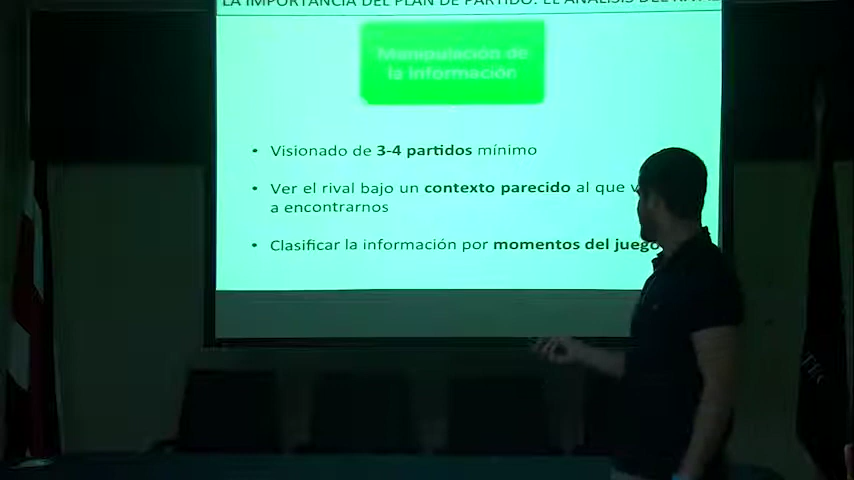 LA IMPORTANCIA DEL PLAN DE PARTIDO: EL ANÁLISIS DEL RIVAL
Manipulación de
la información
• Visionado de 3-4 partidos mínimo
• Ver el rival bajo un contexto parecido al que
a encontrarnos
• Clasificar la información por momentos del juego